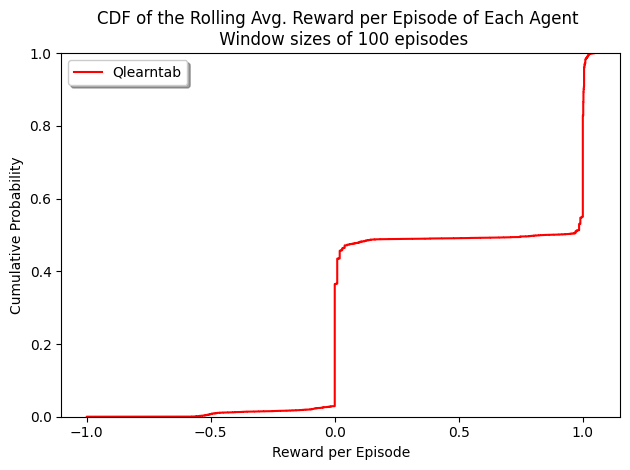 CDF of the Rolling Avg. Reward per Episode of Each Agent
Window sizes of 100 episodes
Qlearntab
Cumulative Probability
1.0
0.8
0.6
0.4
0.2
0.0
−1.0 −0.5 0.0 0.5 1.0
Reward per Episode